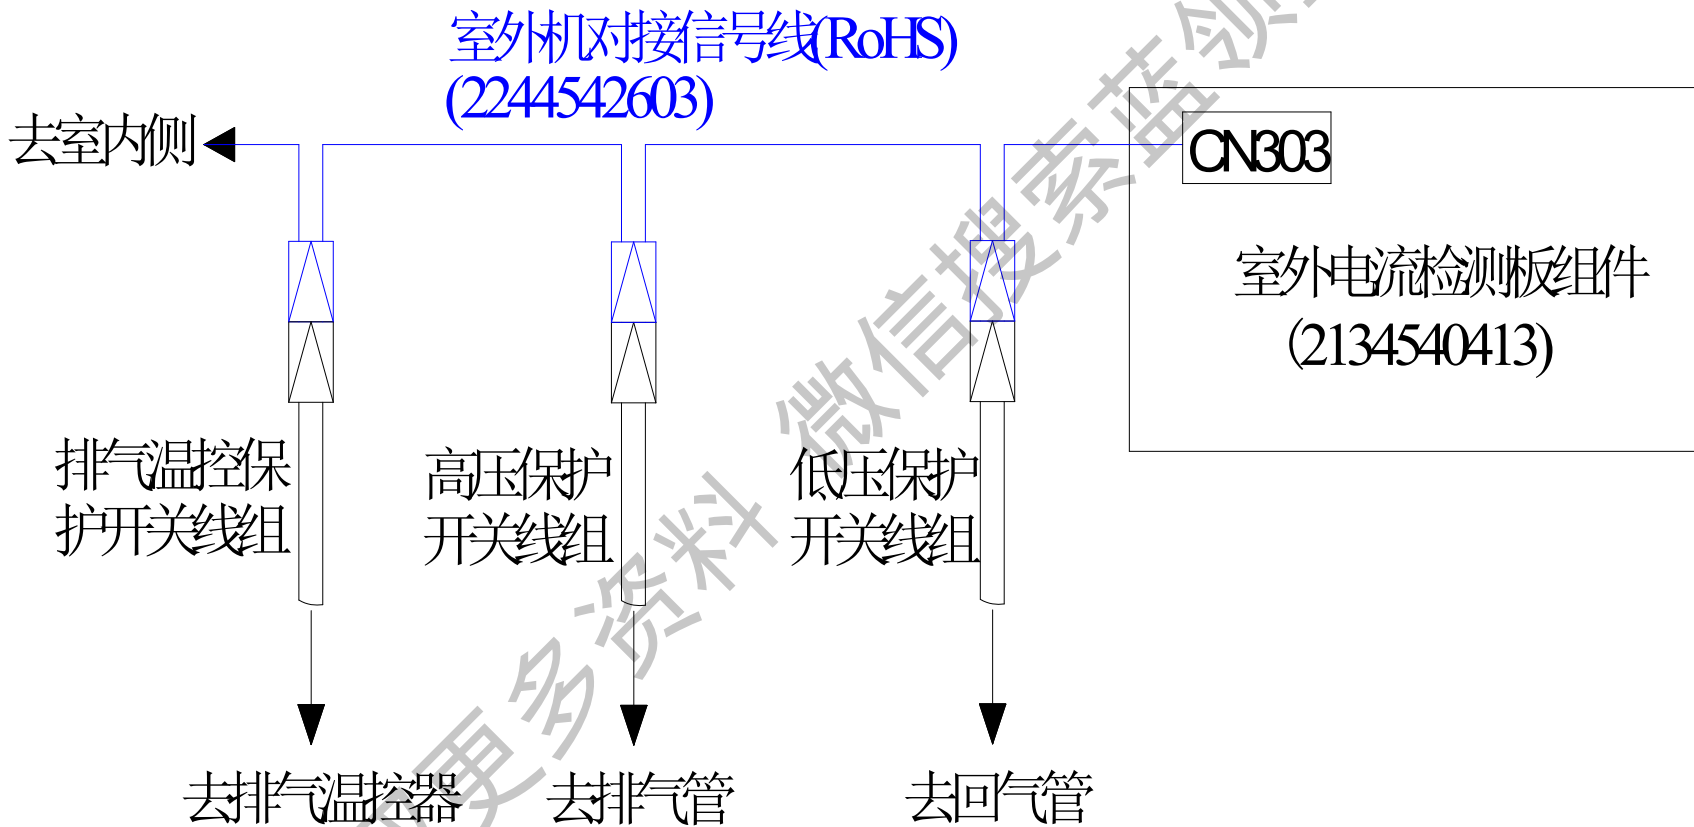 室外机对接信号线(RoHS)
(2244542603)
去室内侧
CN303
室外电流检测板组件
(2134540413)
排气温控保
护开关线组
高压保护
开关线组
低压保护
开关线组
去排气温控器
去排气管
去回气管
更多资料 微信搜索蓝领